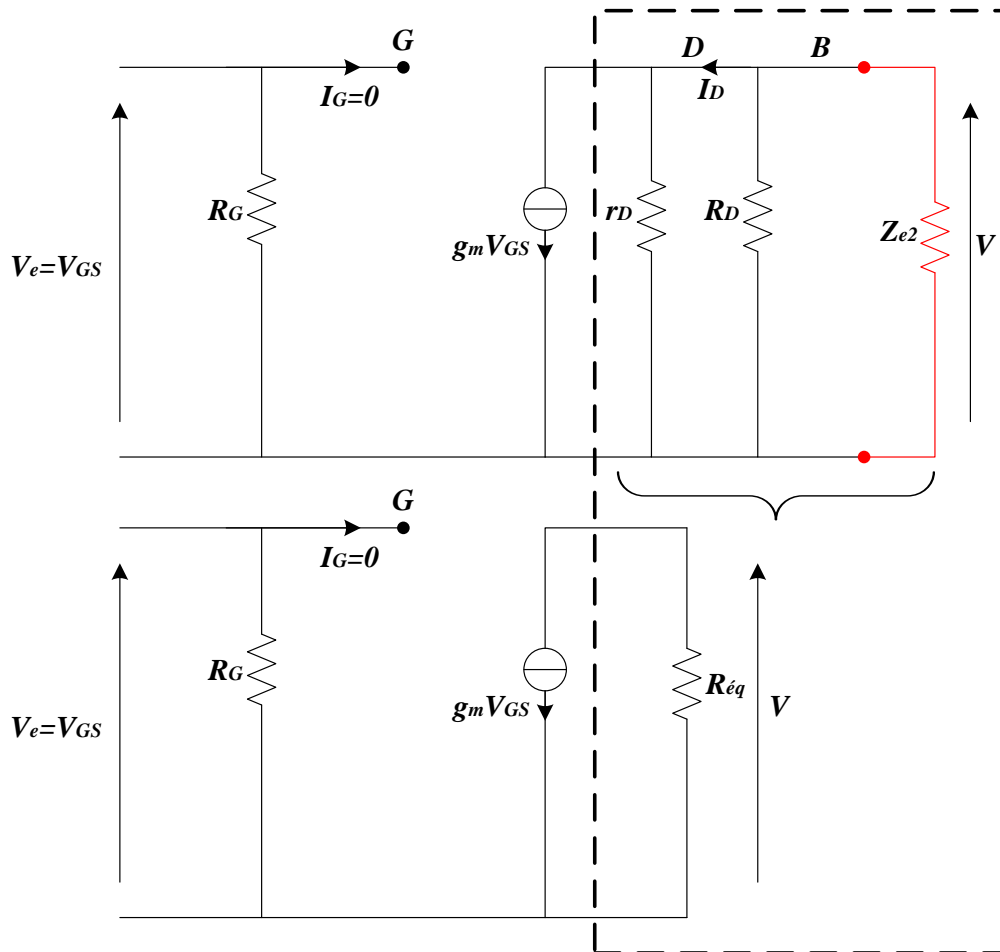 G
D
B
I_G=0
I_D
R_G
r_D
R_D
Z_e2
V_e=V_GS
g_mV_GS
V
G
I_G=0
R_G
R_éq
V_e=V_GS
g_mV_GS
V